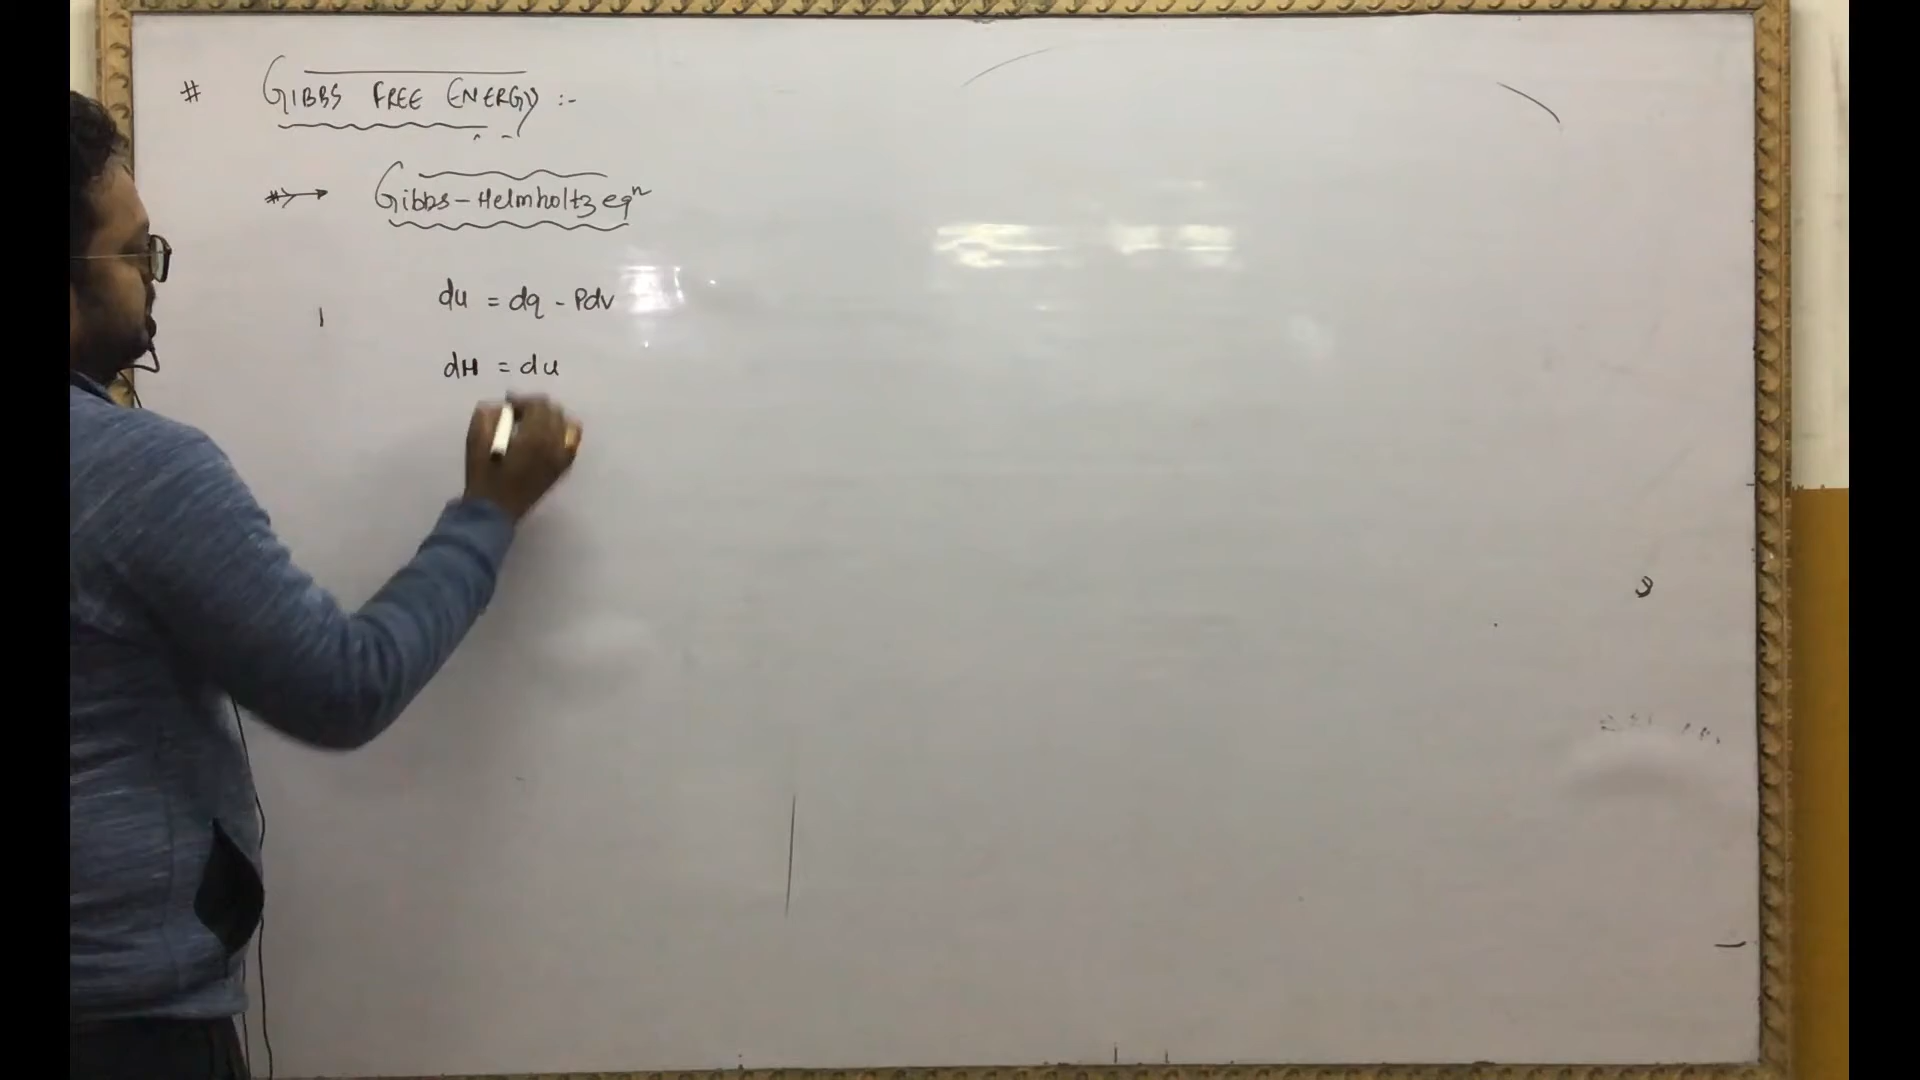 # GIBBS FREE ENERGY :-
Gibbs-Helmholtz eqⁿ
du = dq - Pdv
dH = du